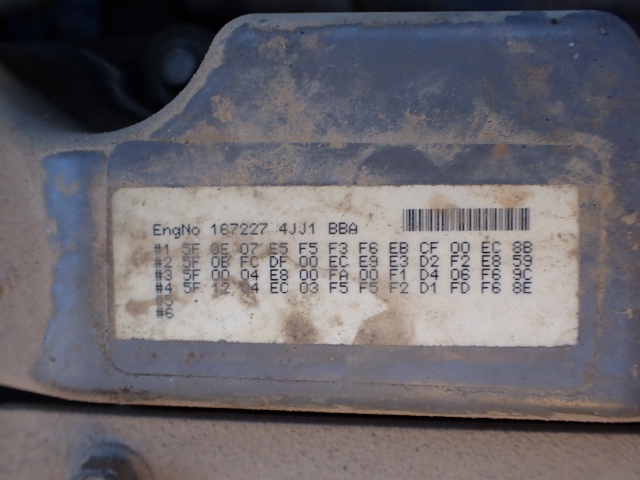 EngNo 167227 4JJ1 BBA
#1 5F 0E 07 E5 F5 F3 F6 EB CF 00 EC 8B
#2 5F 0B FC DF 00 EC E9 E3 D2 F2 E8 59
#3 5F 00 04 E8 00 FA 00 F1 D4 06 F6 9C
#4 5F 12 EC 03 F5 F5 F2 D1 FD F6 8E
#5
#6